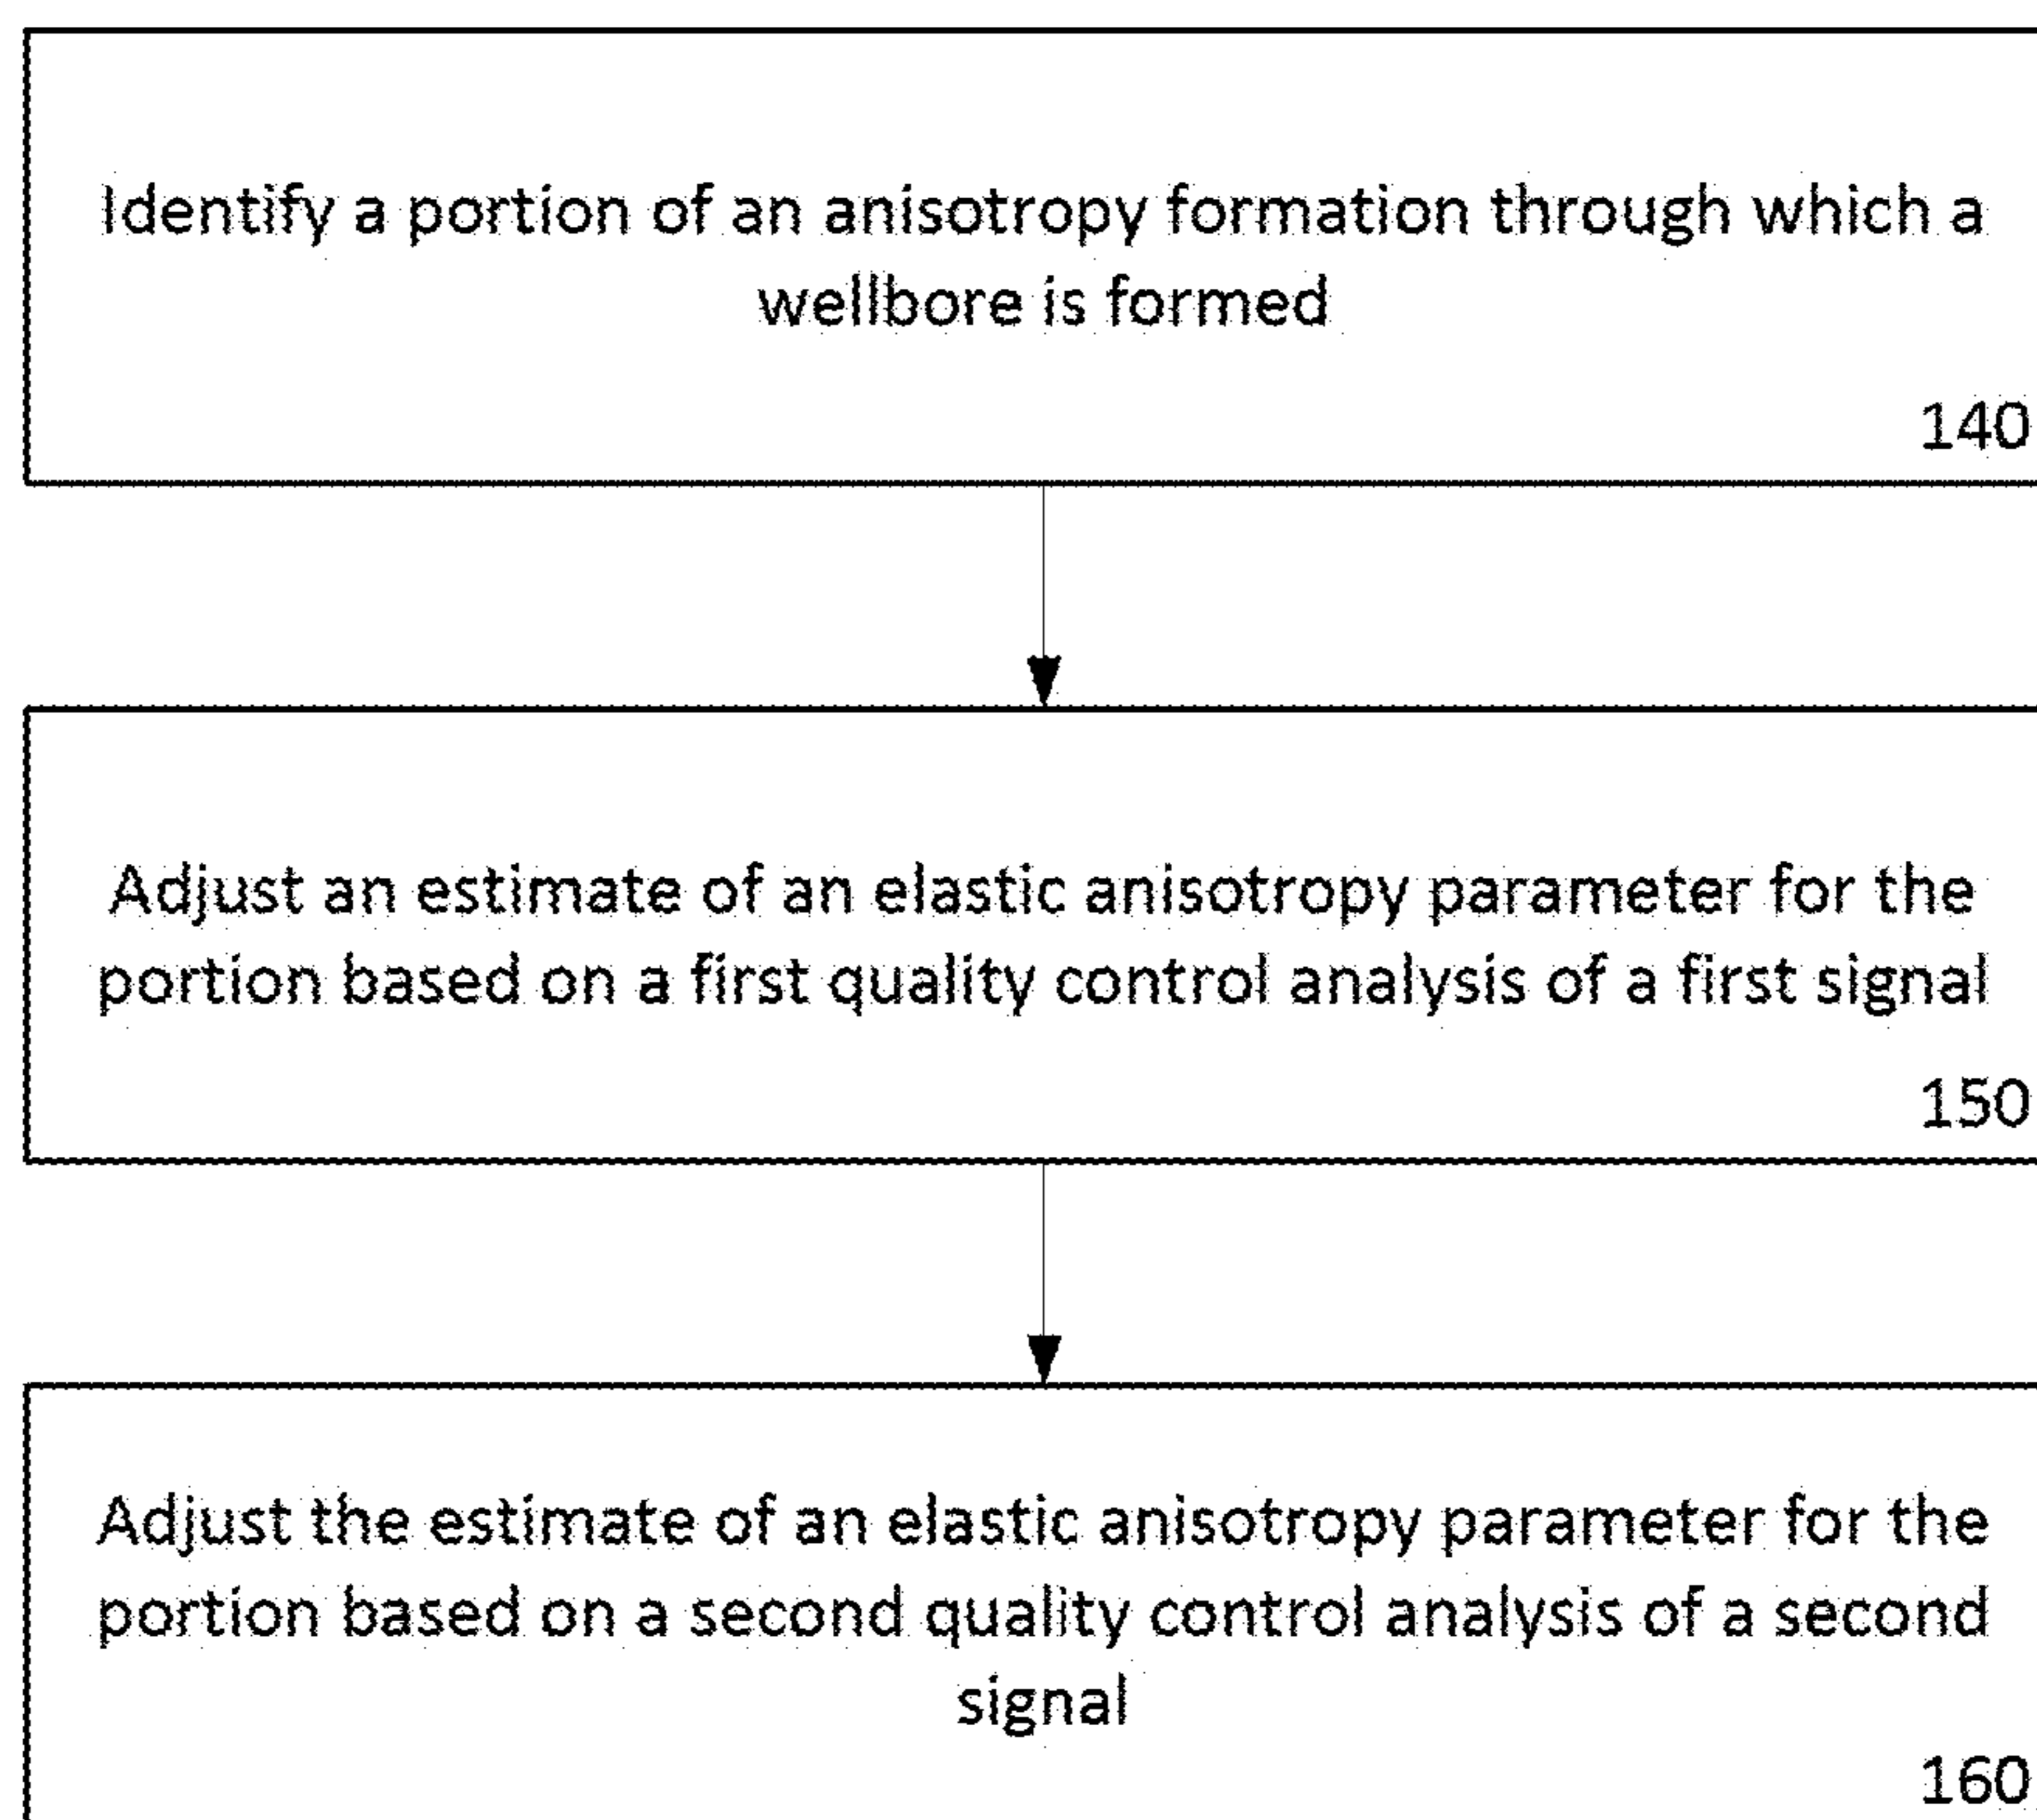 Identify a portion of an anisotropy formation through which a
wellbore is formed
140
Adjust an estimate of an elastic anisotropy parameter for the
portion based on a first quality control analysis of a first signal
150
Adjust the estimate of an elastic anisotropy parameter for the
portion based on a second quality control analysis of a second
signal
160